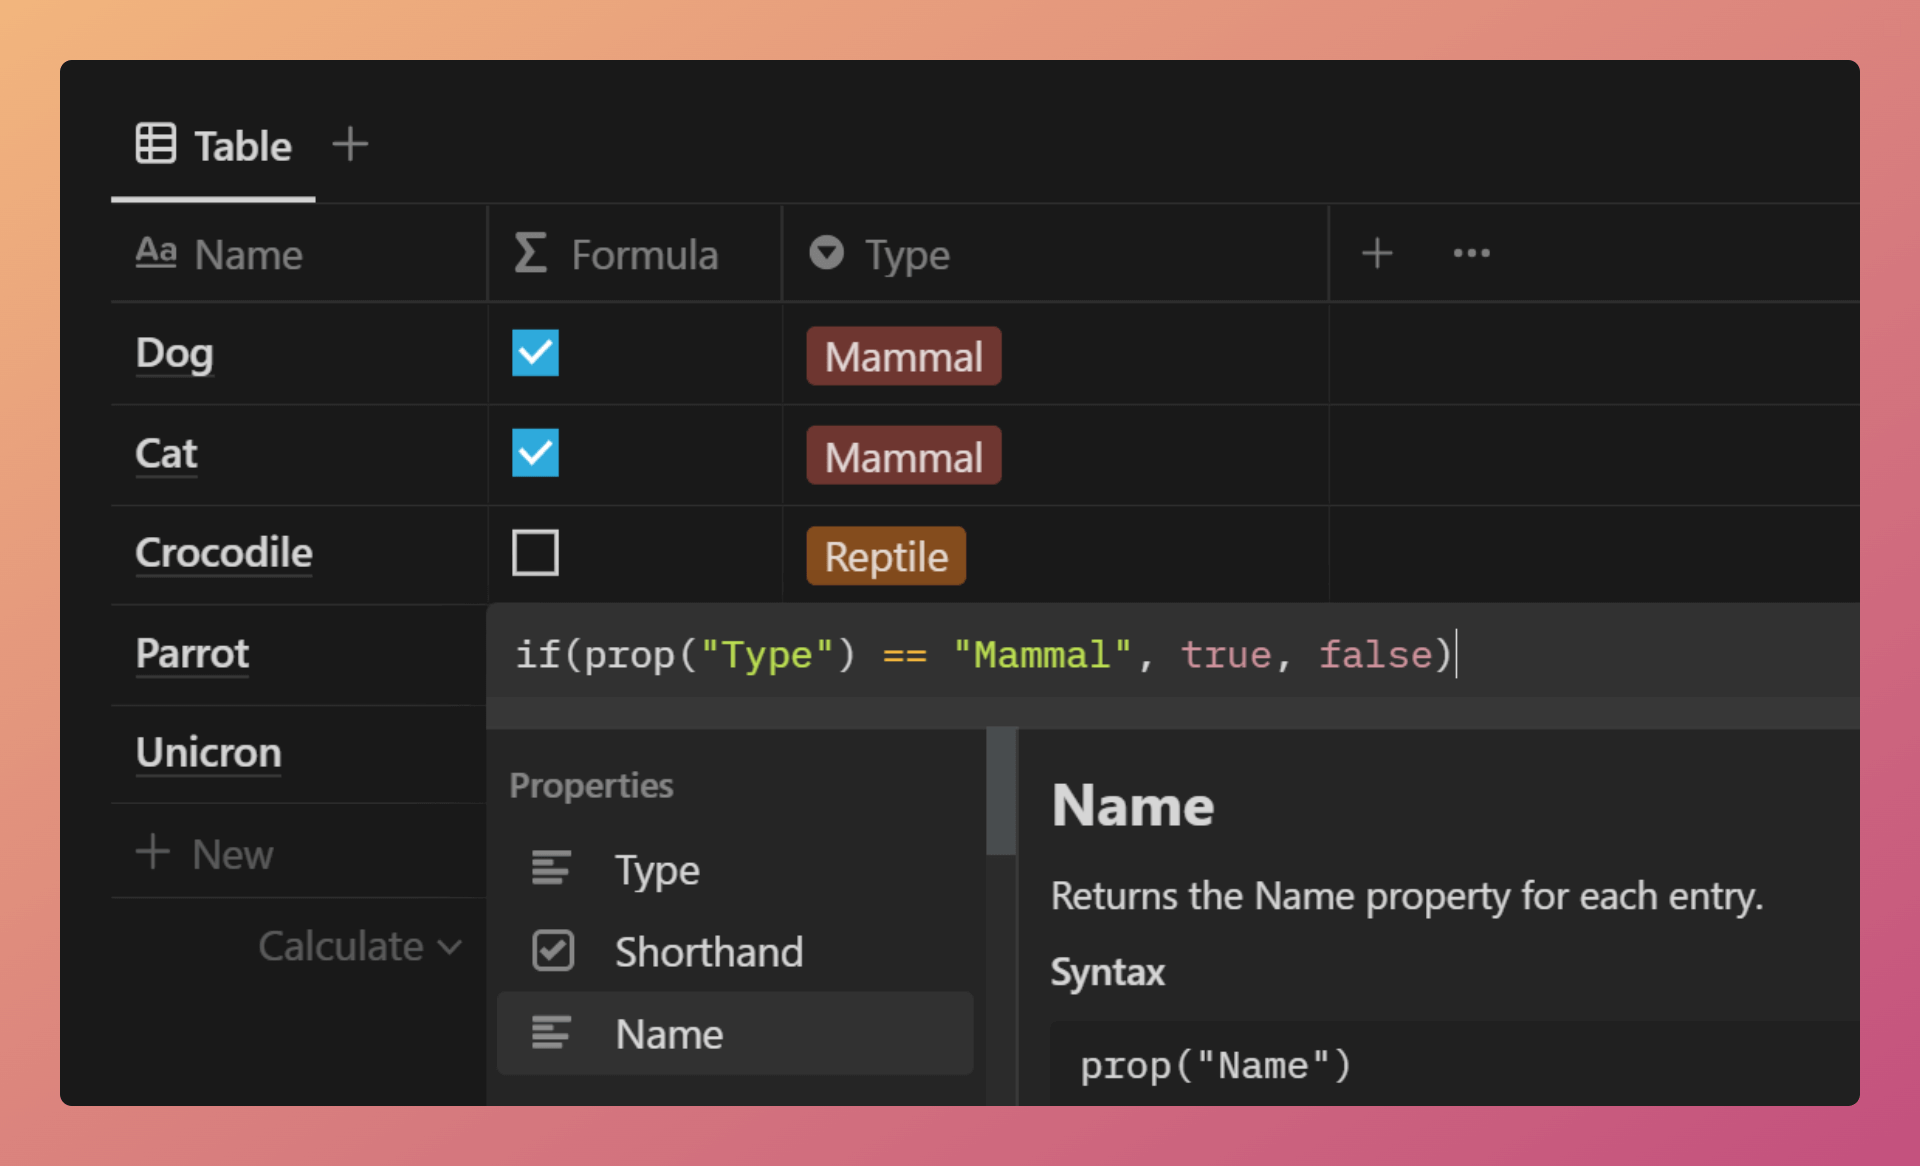 Table
Aa Name Σ Formula Type
Dog Mammal
Cat Mammal
Crocodile Reptile
Parrot if(prop("Type") == "Mammal", true, false)
Unicron
New
Calculate
Properties
Type
Shorthand
Name
Name
Returns the Name property for each entry.
Syntax
prop("Name")